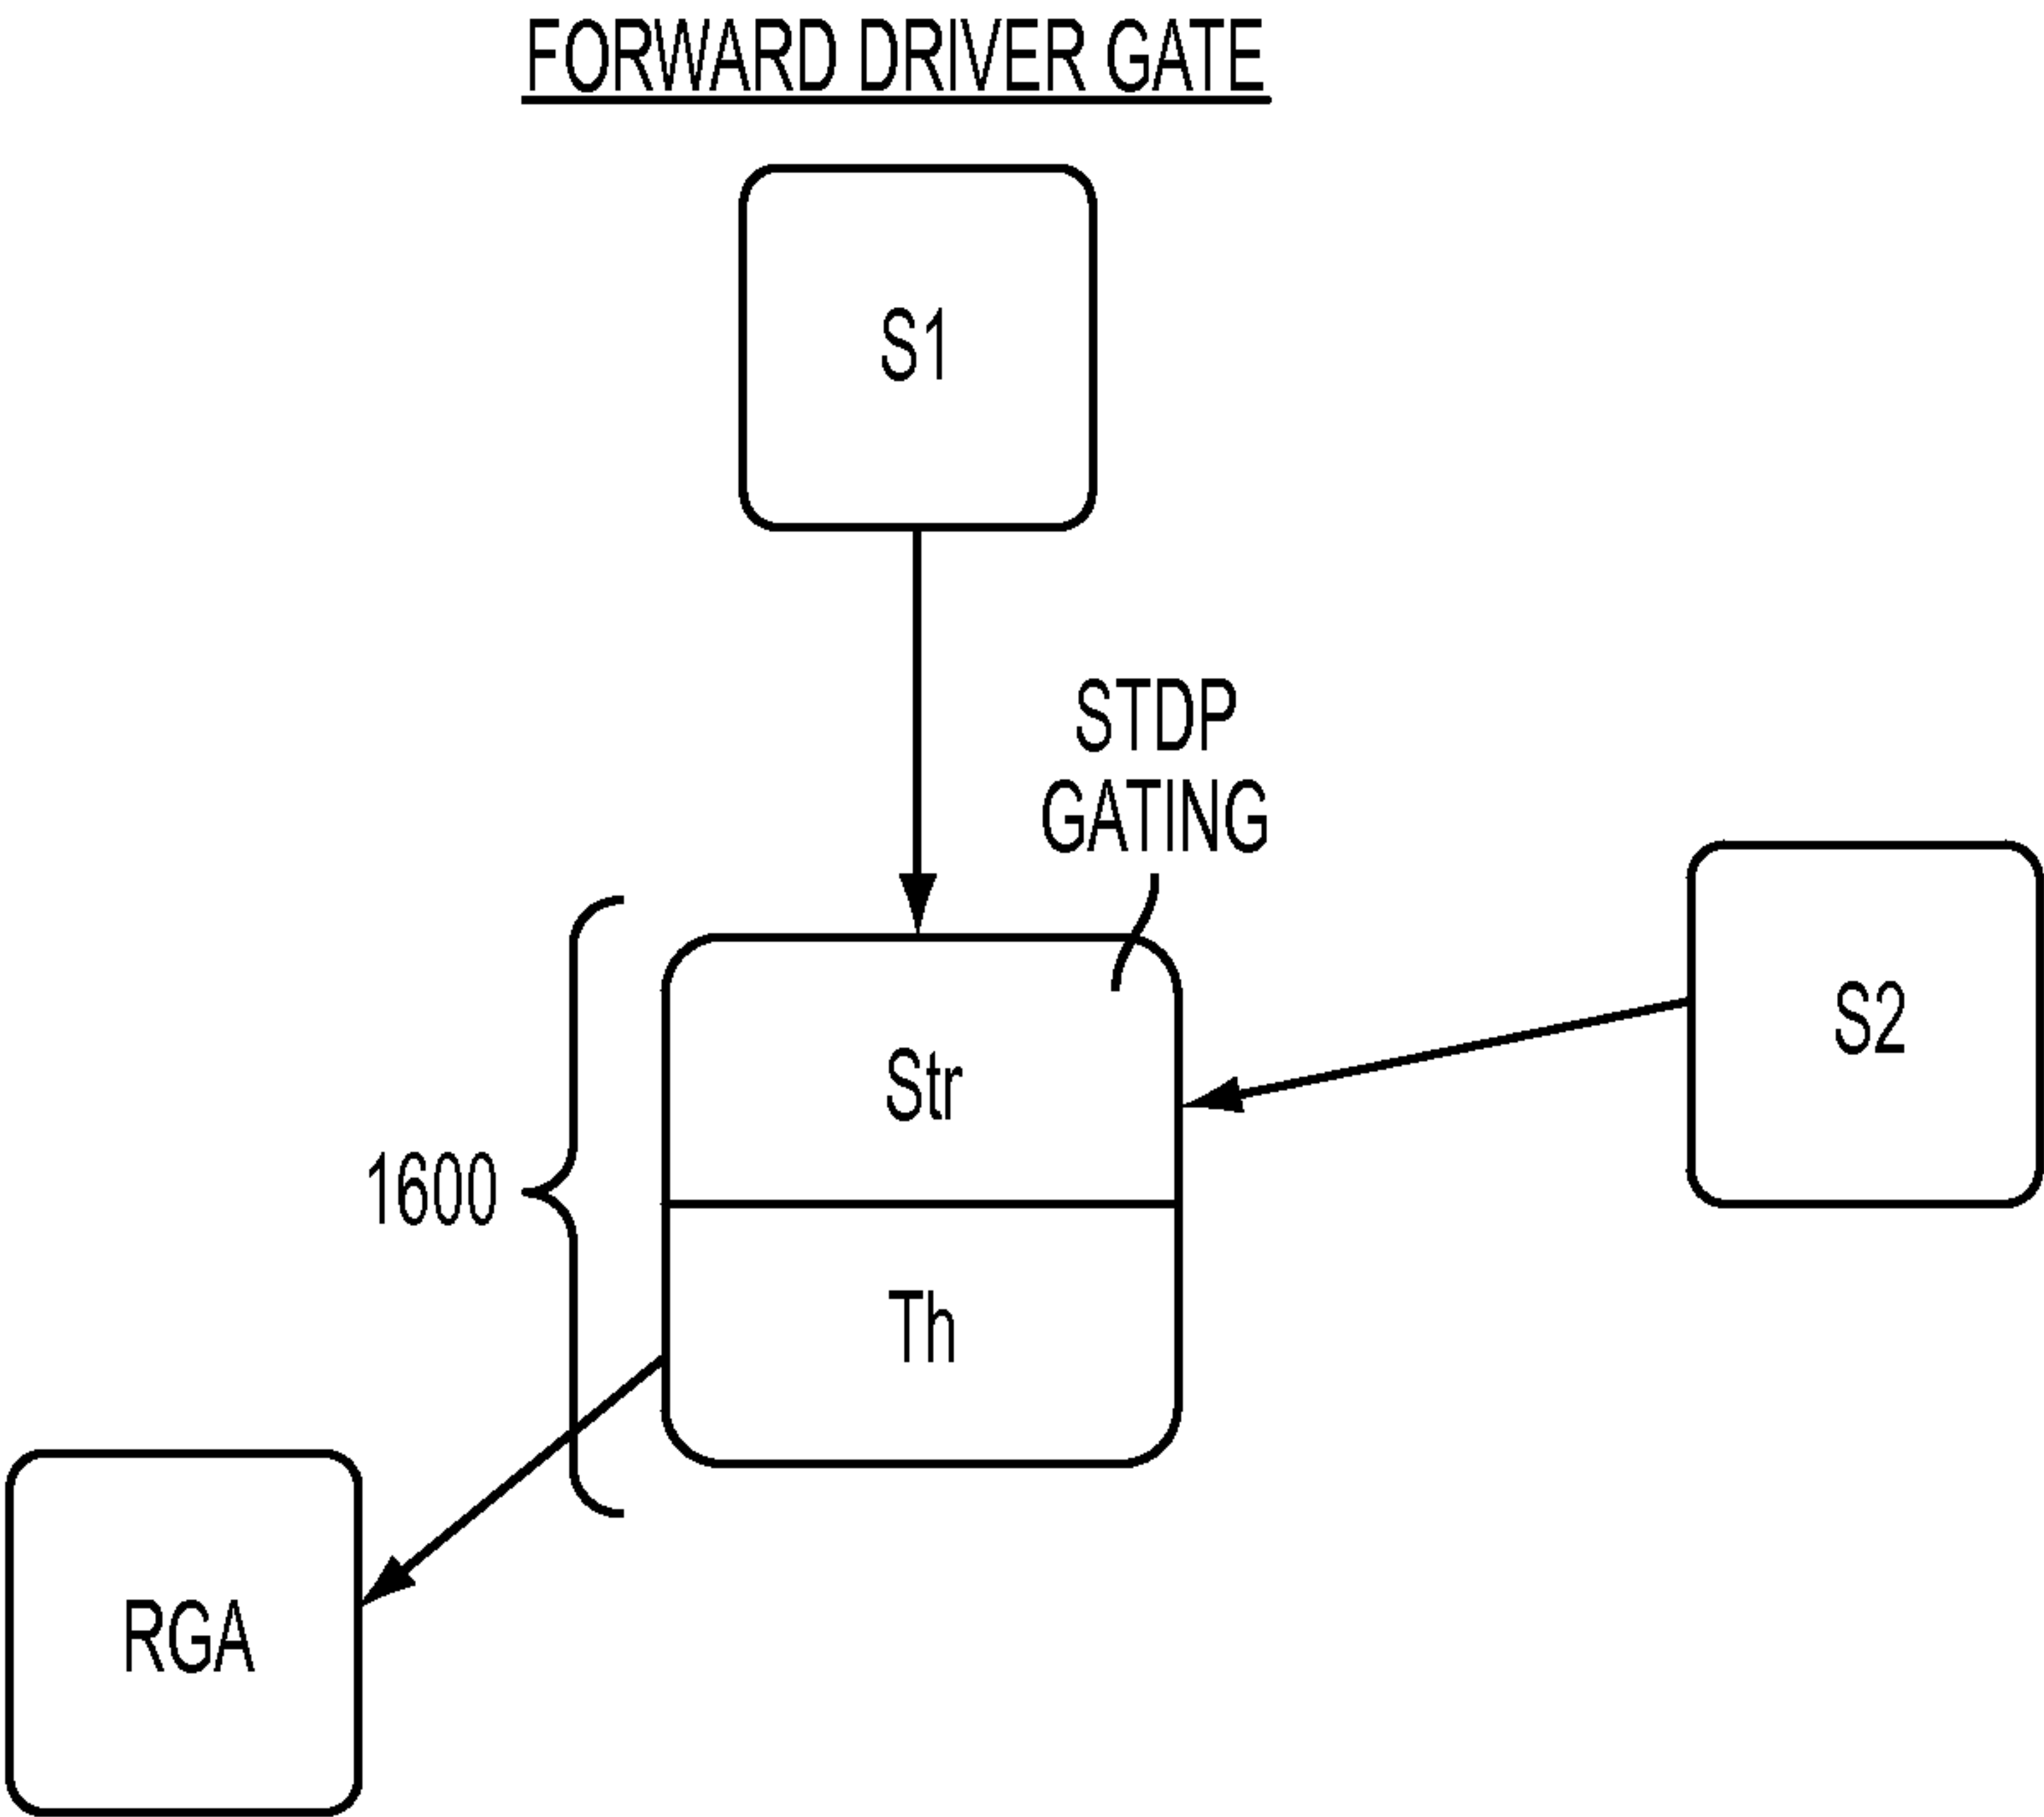 FORWARD DRIVER GATE
S1
STDP
GATING
S2
Str
1600
Th
RGA